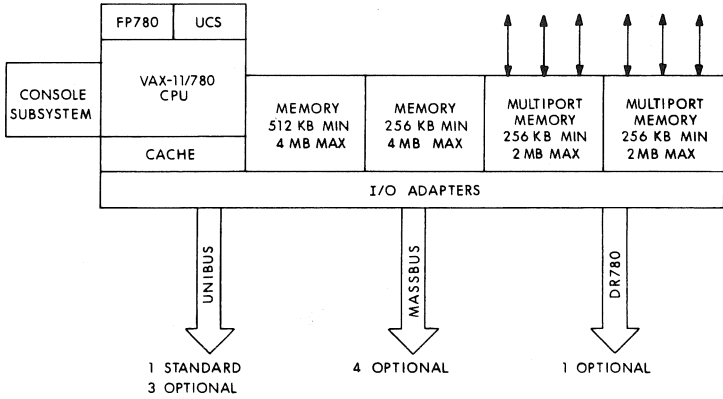 FP780
UCS
VAX-11/780
CPU
CONSOLE
SUBSYSTEM
CACHE
MEMORY
512 KB MIN
4 MB MAX
MEMORY
256 KB MIN
4 MB MAX
MULTIPORT
MEMORY
256 KB MIN
2 MB MAX
MULTIPORT
MEMORY
256 KB MIN
2 MB MAX
I/O ADAPTERS
UNIBUS
MASSBUS
DR780
1 STANDARD
3 OPTIONAL
4 OPTIONAL
1 OPTIONAL